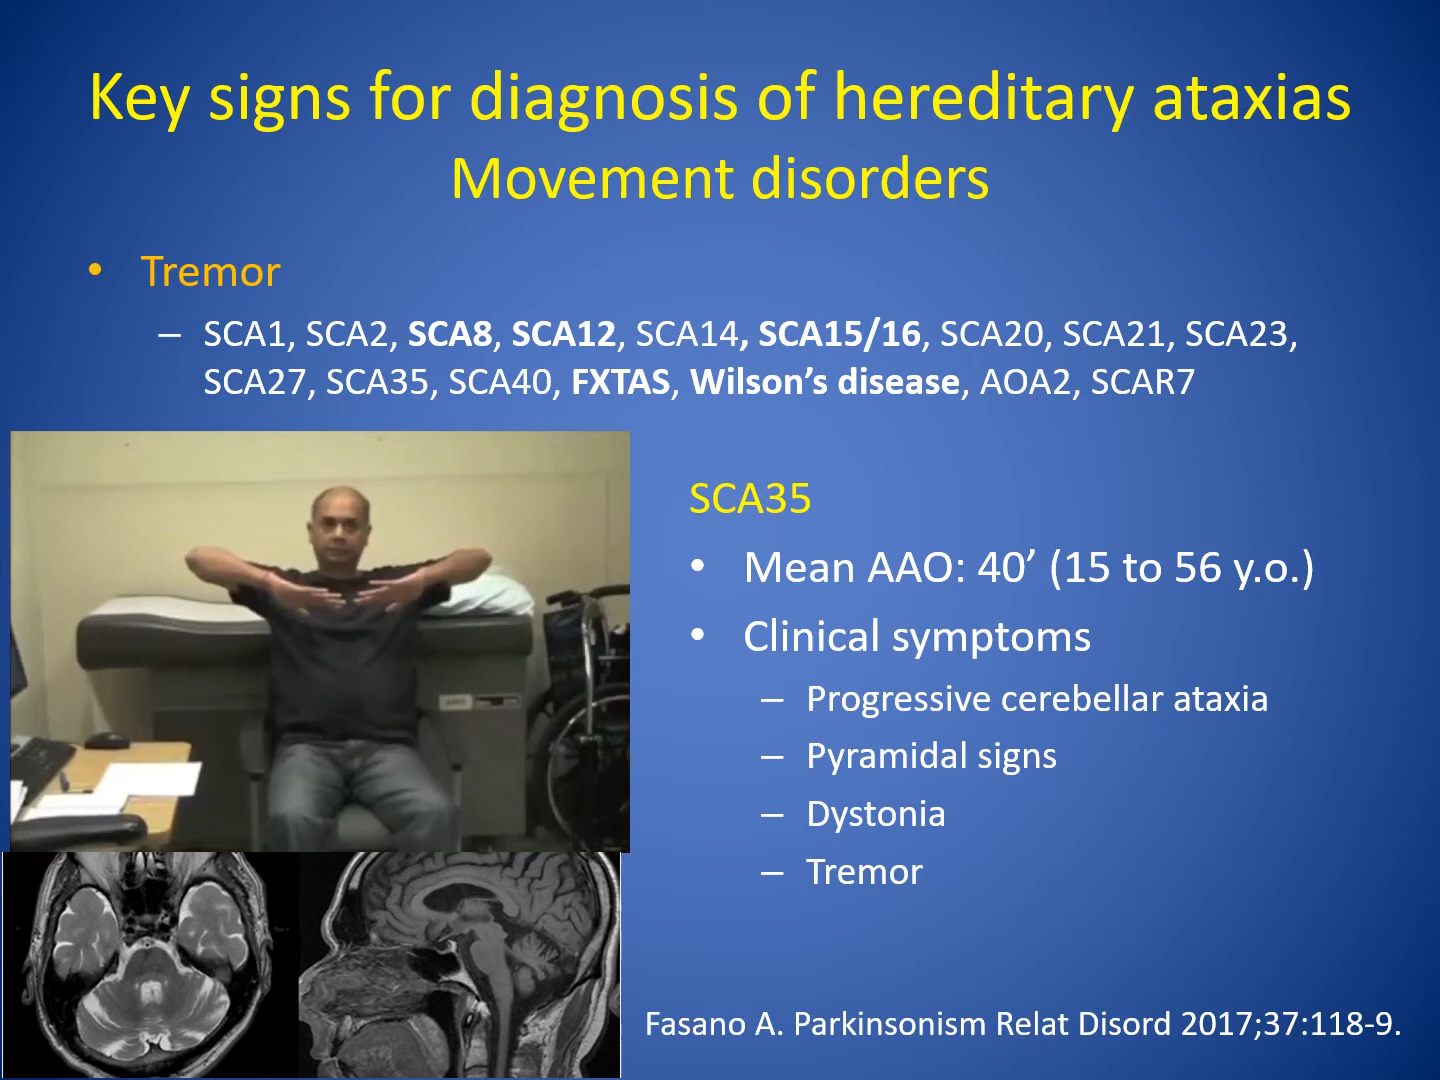 Key signs for diagnosis of hereditary ataxias
Movement disorders
• Tremor
– SCA1, SCA2, SCA8, SCA12, SCA14, SCA15/16, SCA20, SCA21, SCA23,
SCA27, SCA35, SCA40, FXTAS, Wilson’s disease, AOA2, SCAR7
SCA35
• Mean AAO: 40’ (15 to 56 y.o.)
• Clinical symptoms
– Progressive cerebellar ataxia
– Pyramidal signs
– Dystonia
– Tremor
Fasano A. Parkinsonism Relat Disord 2017;37:118-9.